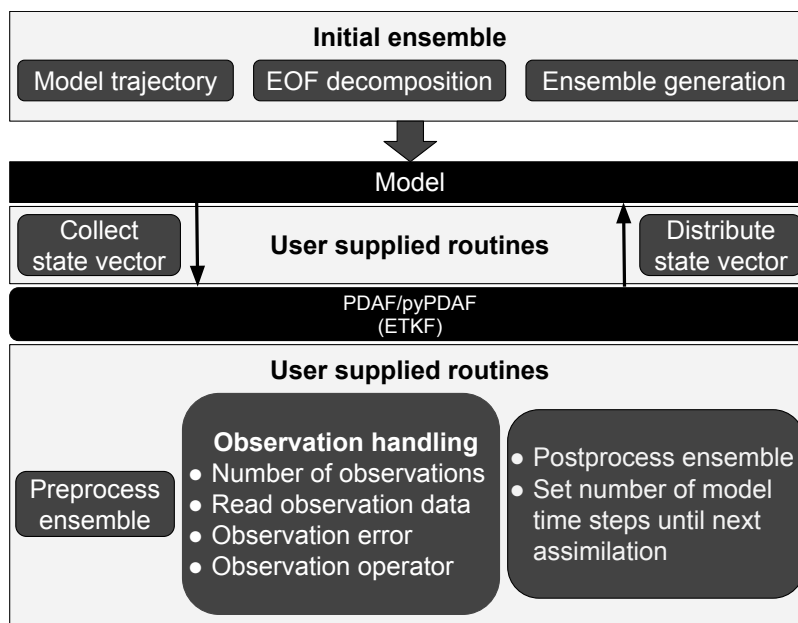 Initial ensemble
Model trajectory
EOF decomposition
Ensemble generation
Model
Collect
state vector
User supplied routines
Distribute
state vector
PDAF/pyPDAF
(ETKF)
User supplied routines
Preprocess
ensemble
Observation handling
● Number of observations
● Read observation data
● Observation error
● Observation operator
● Postprocess ensemble
● Set number of model
time steps until next
assimilation